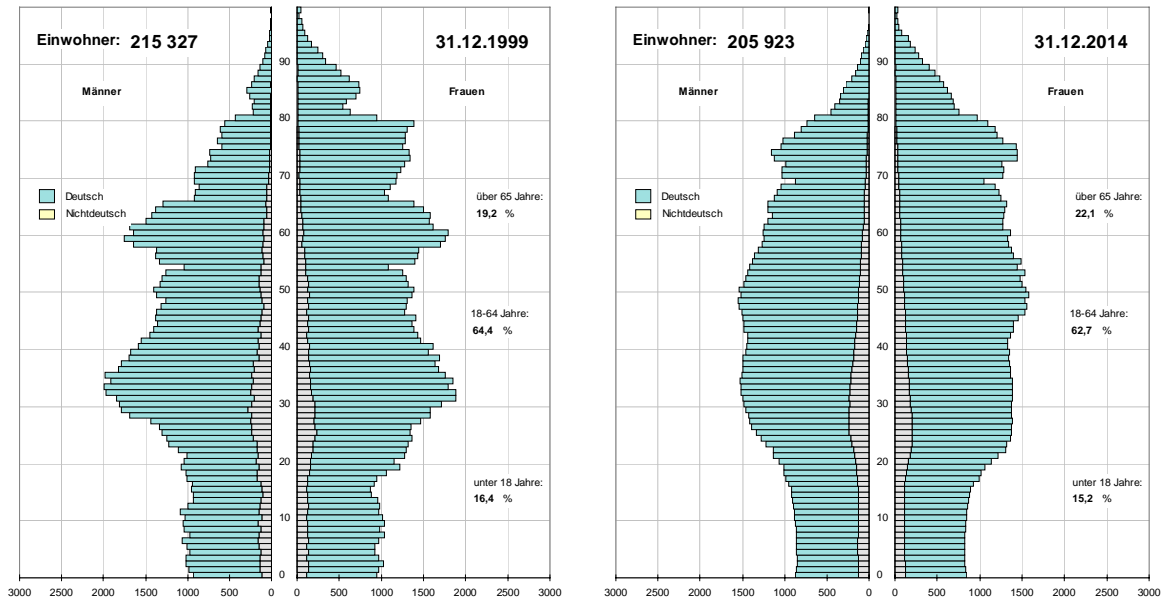 Einwohner: 215 327
31.12.1999
Männer
Frauen
90
80
70
60
50
40
30
20
10
0
Deutsch
Nichtdeutsch
über 65 Jahre:
19,2 %
18-64 Jahre:
64,4 %
unter 18 Jahre:
16,4 %
3000 2500 2000 1500 1000 500 0
0 500 1000 1500 2000 2500 3000
Einwohner: 205 923
31.12.2014
Männer
Frauen
90
80
70
60
50
40
30
20
10
0
Deutsch
Nichtdeutsch
über 65 Jahre:
22,1 %
18-64 Jahre:
62,7 %
unter 18 Jahre:
15,2 %
3000 2500 2000 1500 1000 500 0
0 500 1000 1500 2000 2500 3000